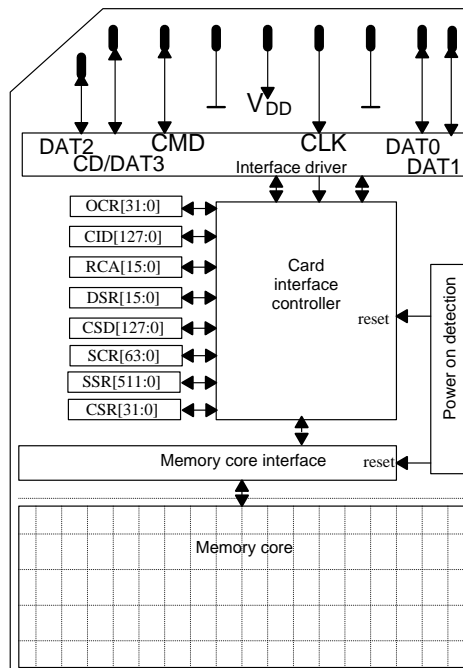 V_DD
DAT2 CMD CLK DAT0
CD/DAT3 Interface driver DAT1
OCR[31:0]
CID[127:0]
RCA[15:0]
DSR[15:0]
CSD[127:0]
SCR[63:0]
SSR[511:0]
CSR[31:0]
Card
interface
controller
reset
Power on detection
Memory core interface reset
Memory core